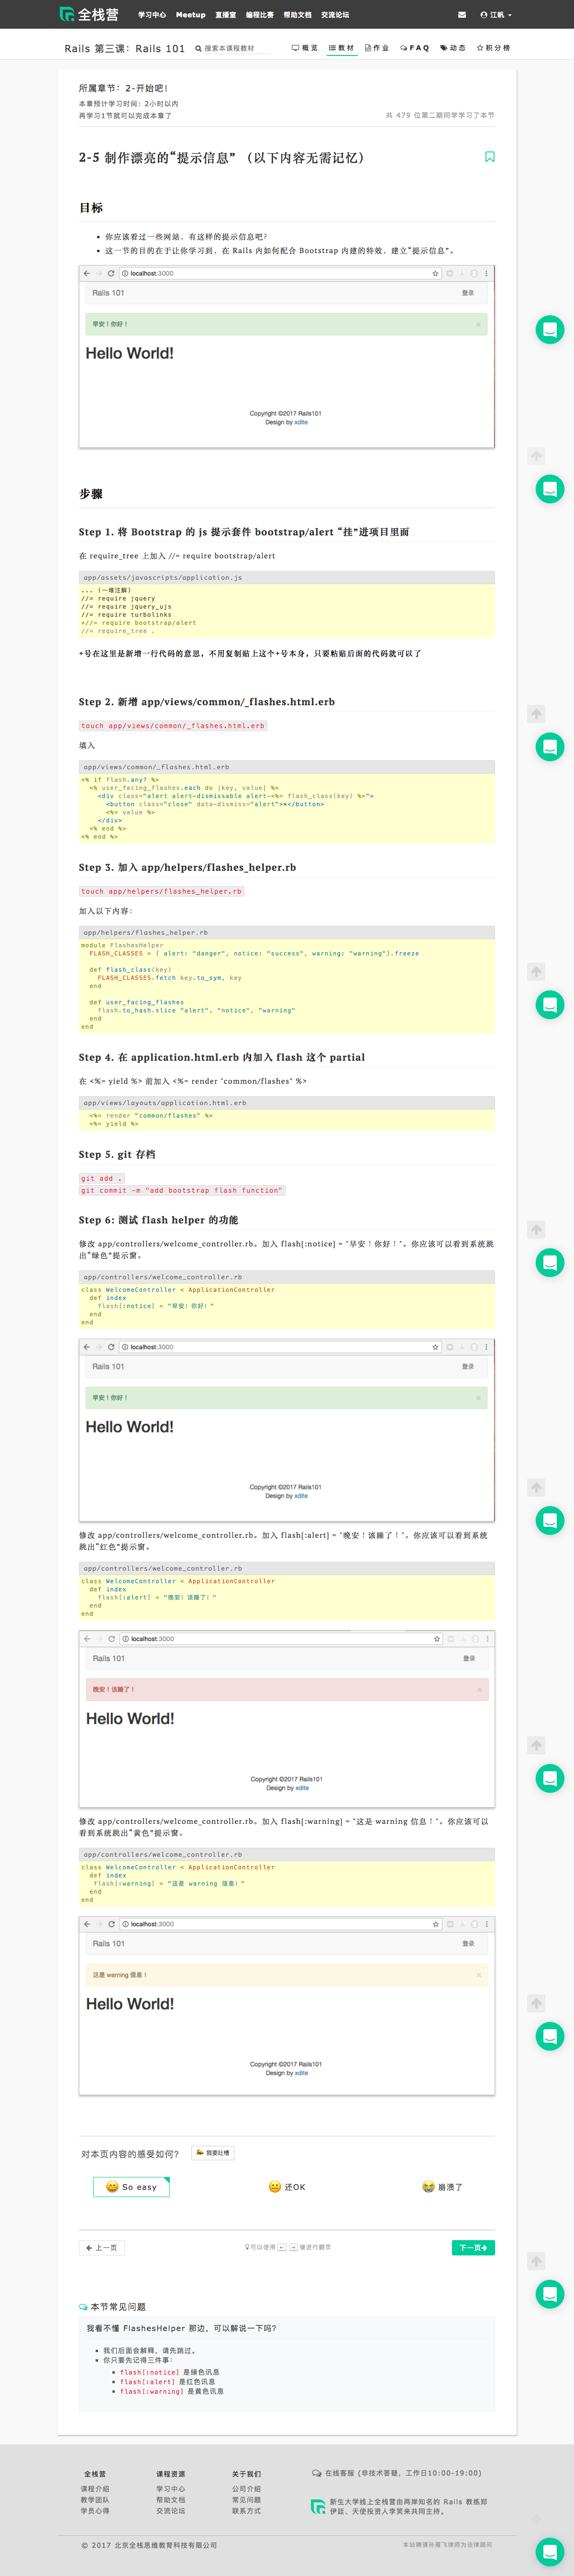 全栈营 学习中心 Meetup 直播室 编程比赛 帮助文档 交流论坛 江帆
Rails 第三课：Rails 101 搜索本课程教材 概览 教材 作业 FAQ 动态 积分榜
所属章节：2-开始吧！
本章预计学习时间：2小时以内
再学习1节就可以完成本章了 共 479 位第二期同学学习了本节
2-5 制作漂亮的“提示信息” （以下内容无需记忆）
目标
你应该看过一些网站，有这样的提示信息吧？
这一节的目的在于让你学习到，在 Rails 内如何配合 Bootstrap 内建的特效，建立“提示信息”。
localhost:3000
Rails 101 登录
早安！你好！ ×
Hello World!
Copyright ©2017 Rails101
Design by xdite
步骤
Step 1. 将 Bootstrap 的 js 提示套件 bootstrap/alert “挂”进项目里面
在 require_tree 上加入 //= require bootstrap/alert
app/assets/javascripts/application.js
... (一堆注解)
//= require jquery
//= require jquery_ujs
//= require turbolinks
+//= require bootstrap/alert
//= require_tree .
+号在这里是新增一行代码的意思，不用复制贴上这个+号本身，只要粘贴后面的代码就可以了
Step 2. 新增 app/views/common/_flashes.html.erb
touch app/views/common/_flashes.html.erb
填入
app/views/common/_flashes.html.erb
<% if flash.any? %>
<% user_facing_flashes.each do |key, value| %>
<div class="alert alert-dismissable alert-<%= flash_class(key) %>">
<button class="close" data-dismiss="alert">×</button>
<%= value %>
</div>
<% end %>
<% end %>
Step 3. 加入 app/helpers/flashes_helper.rb
touch app/helpers/flashes_helper.rb
加入以下内容：
app/helpers/flashes_helper.rb
module FlashesHelper
FLASH_CLASSES = { alert: "danger", notice: "success", warning: "warning"}.freeze
def flash_class(key)
FLASH_CLASSES.fetch key.to_sym, key
end
def user_facing_flashes
flash.to_hash.slice "alert", "notice", "warning"
end
end
Step 4. 在 application.html.erb 内加入 flash 这个 partial
在 <%= yield %> 前加入 <%= render "common/flashes" %>
app/views/layouts/application.html.erb
<%= render "common/flashes" %>
<%= yield %>
Step 5. git 存档
git add .
git commit -m "add bootstrap flash function"
Step 6: 测试 flash helper 的功能
修改 app/controllers/welcome_controller.rb。加入 flash[:notice] = "早安！你好！"。你应该可以看到系统跳
出“绿色”提示窗。
app/controllers/welcome_controller.rb
class WelcomeController < ApplicationController
def index
flash[:notice] = "早安！你好！"
end
end
localhost:3000
Rails 101 登录
早安！你好！ ×
Hello World!
Copyright ©2017 Rails101
Design by xdite
修改 app/controllers/welcome_controller.rb。加入 flash[:alert] = "晚安！该睡了！"。你应该可以看到系统
跳出“红色”提示窗。
app/controllers/welcome_controller.rb
class WelcomeController < ApplicationController
def index
flash[:alert] = "晚安！该睡了！"
end
end
localhost:3000
Rails 101 登录
晚安！该睡了！ ×
Hello World!
Copyright ©2017 Rails101
Design by xdite
修改 app/controllers/welcome_controller.rb。加入 flash[:warning] = "这是 warning 信息！"。你应该可以
看到系统跳出“黄色”提示窗。
app/controllers/welcome_controller.rb
class WelcomeController < ApplicationController
def index
flash[:warning] = "这是 warning 信息！"
end
end
localhost:3000
Rails 101 登录
这是 warning 信息！ ×
Hello World!
Copyright ©2017 Rails101
Design by xdite
对本页内容的感受如何？ 我要吐槽
So easy 还OK 崩溃了
上一页 可以使用 ← → 键进行翻页 下一页
本节常见问题
我看不懂 FlashesHelper 那边，可以解说一下吗？
我们后面会解释，请先跳过。
你只要先记得三件事：
flash[:notice] 是绿色讯息
flash[:alert] 是红色讯息
flash[:warning] 是黄色讯息
全栈营 课程资源 关于我们 在线客服 (非技术答疑，工作日10:00-19:00)
课程介绍 学习中心 公司介绍
教学团队 帮助文档 常见问题
学员心得 交流论坛 联系方式
新生大学线上全栈营由两岸知名的 Rails 教练郑
伊廷、天使投资人李笑来共同主持。
© 2017 北京全栈思维教育科技有限公司 本站聘请孙雁飞律师为法律顾问